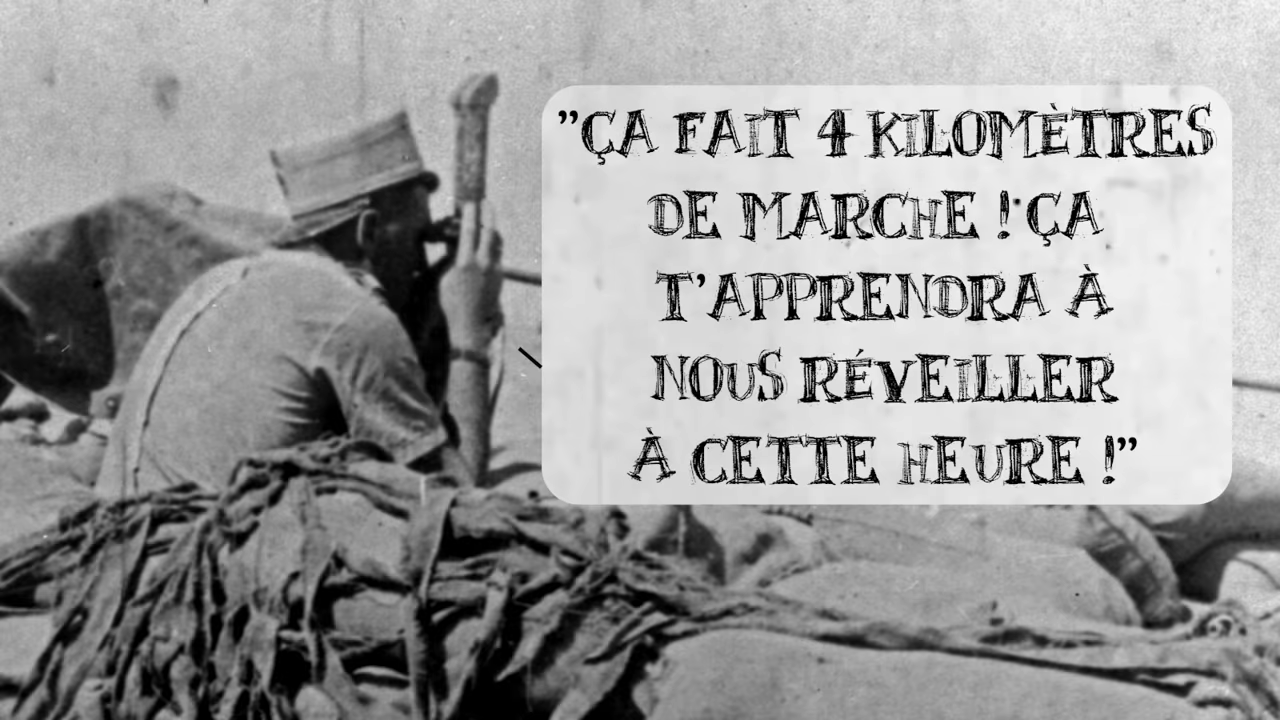 ”ÇA FAIT 4 KILOMÈTRES
DE MARCHE ! ÇA
T’APPRENDRA À
NOUS RÉVEILLER
À CETTE HEURE !”